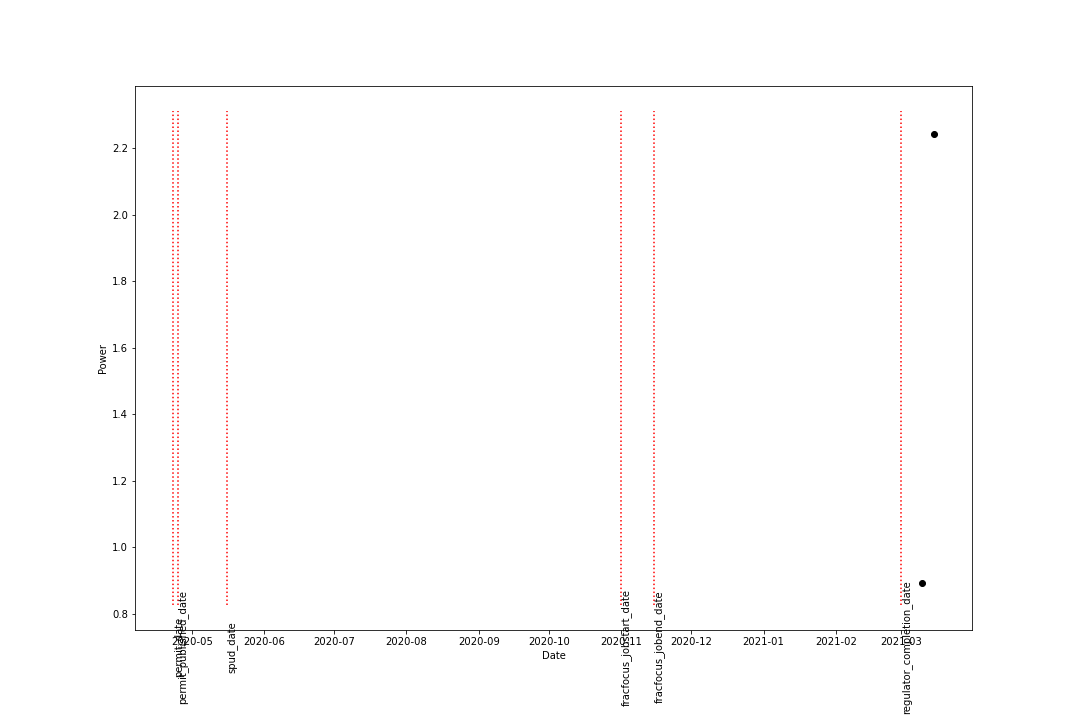 2.2
2.0
1.8
1.6
1.4
1.2
1.0
0.8
Power
2020-05
2020-06
2020-07
2020-08
2020-09
2020-10
2020-11
2020-12
2021-01
2021-02
2021-03
Date
permit_date
permit_published_date
spud_date
fracfocus_jobstart_date
fracfocus_jobend_date
regulator_completion_date